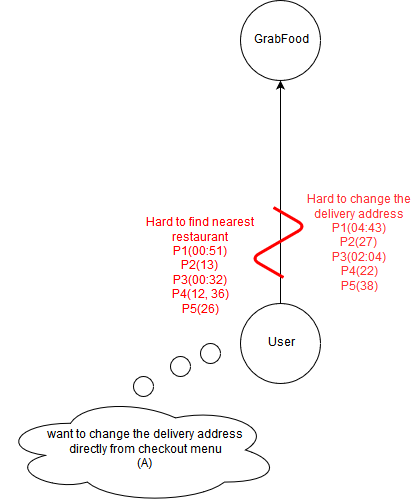 GrabFood
Hard to change the
delivery address
P1(04:43)
P2(27)
P3(02:04)
P4(22)
P5(38)
Hard to find nearest
restaurant
P1(00:51)
P2(13)
P3(00:32)
P4(12, 36)
P5(26)
User
want to change the delivery address
directly from checkout menu
(A)